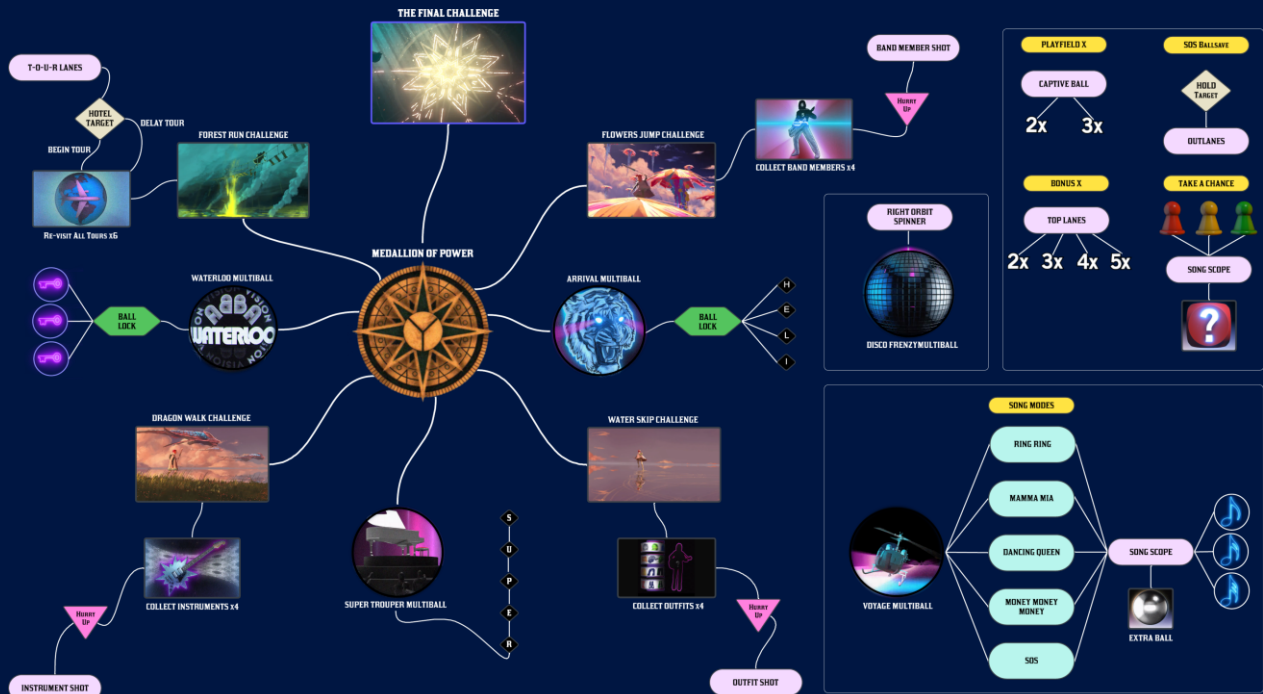 THE FINAL CHALLENGE
T-O-U-R LANES
HOTEL
TARGET
DELAY TOUR
BEGIN TOUR
RE-VISIT ALL TOURS X6
FOREST RUN CHALLENGE
FLOWERS JUMP CHALLENGE
BAND MEMBER SHOT
HURRY
UP
COLLECT BAND MEMBERS X4
MEDALLION OF POWER
WATERLOO MULTIBALL
BALL
LOCK
ABBA
WATERLOO
ARRIVAL MULTIBALL
BALL
LOCK
H
E
L
I
DRAGON WALK CHALLENGE
WATER SKIP CHALLENGE
COLLECT INSTRUMENTS X4
HURRY
UP
INSTRUMENT SHOT
SUPER TROUPER MULTIBALL
S
U
P
E
R
COLLECT OUTFITS X4
HURRY
UP
OUTFIT SHOT
RIGHT ORBIT
SPINNER
DISCO FRENZYMULTIBALL
PLAYFIELD X
CAPTIVE BALL
2x
3x
SOS BALLSAVE
HOLD
TARGET
OUTLANES
BONUS X
TOP LANES
2x
3x
4x
5x
TAKE A CHANCE
SONG SCOPE
?
SONG MODES
RING RING
MAMMA MIA
DANCING QUEEN
MONEY MONEY
MONEY
SOS
VOYAGE MULTIBALL
SONG SCOPE
EXTRA BALL